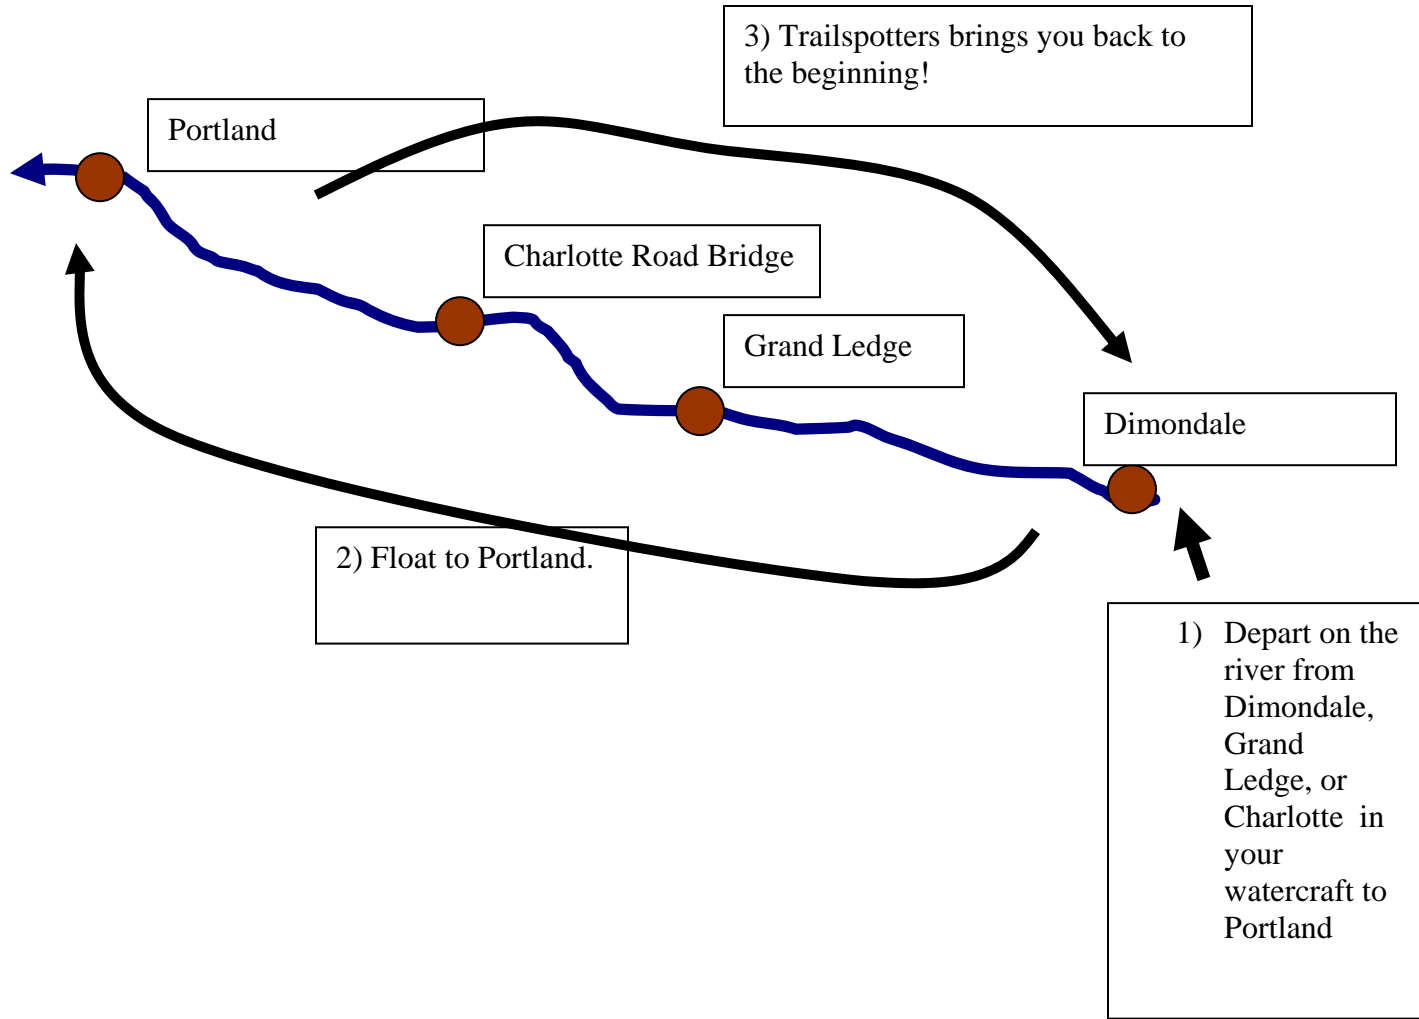 3) Trailspotters brings you back to
the beginning!
Portland
Charlotte Road Bridge
Grand Ledge
Dimondale
2) Float to Portland.
1) Depart on the
river from
Dimondale,
Grand
Ledge, or
Charlotte in
your
watercraft to
Portland